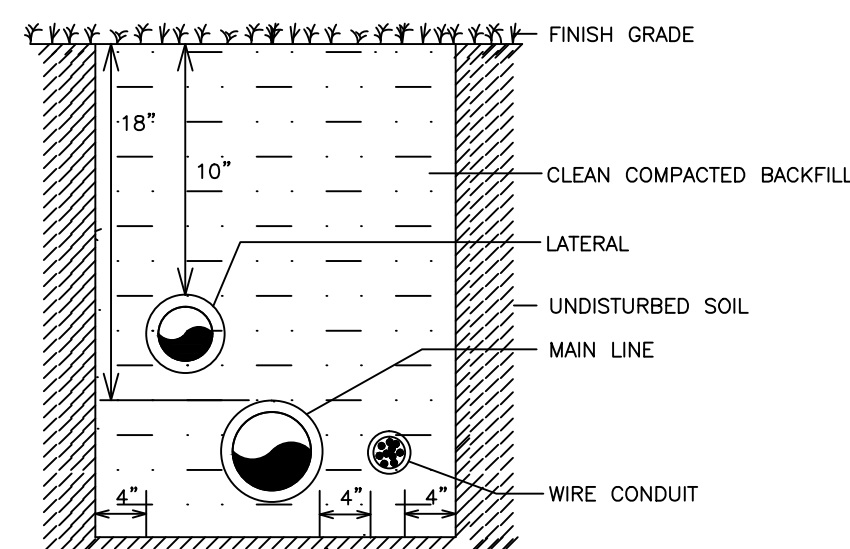 FINISH GRADE
18"
10"
CLEAN COMPACTED BACKFILL
LATERAL
UNDISTURBED SOIL
MAIN LINE
4" 4" 4"
WIRE CONDUIT